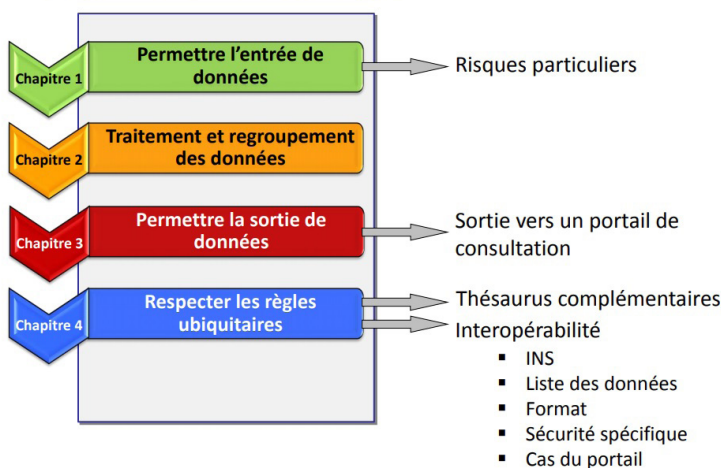 Chapitre 1
Permettre l'entrée de
données
Risques particuliers
Chapitre 2
Traitement et regroupement
des données
Chapitre 3
Permettre la sortie de
données
Sortie vers un portail de
consultation
Chapitre 4
Respecter les règles
ubiquitaires
Thésaurus complémentaires
Interopérabilité
▪ INS
▪ Liste des données
▪ Format
▪ Sécurité spécifique
▪ Cas du portail